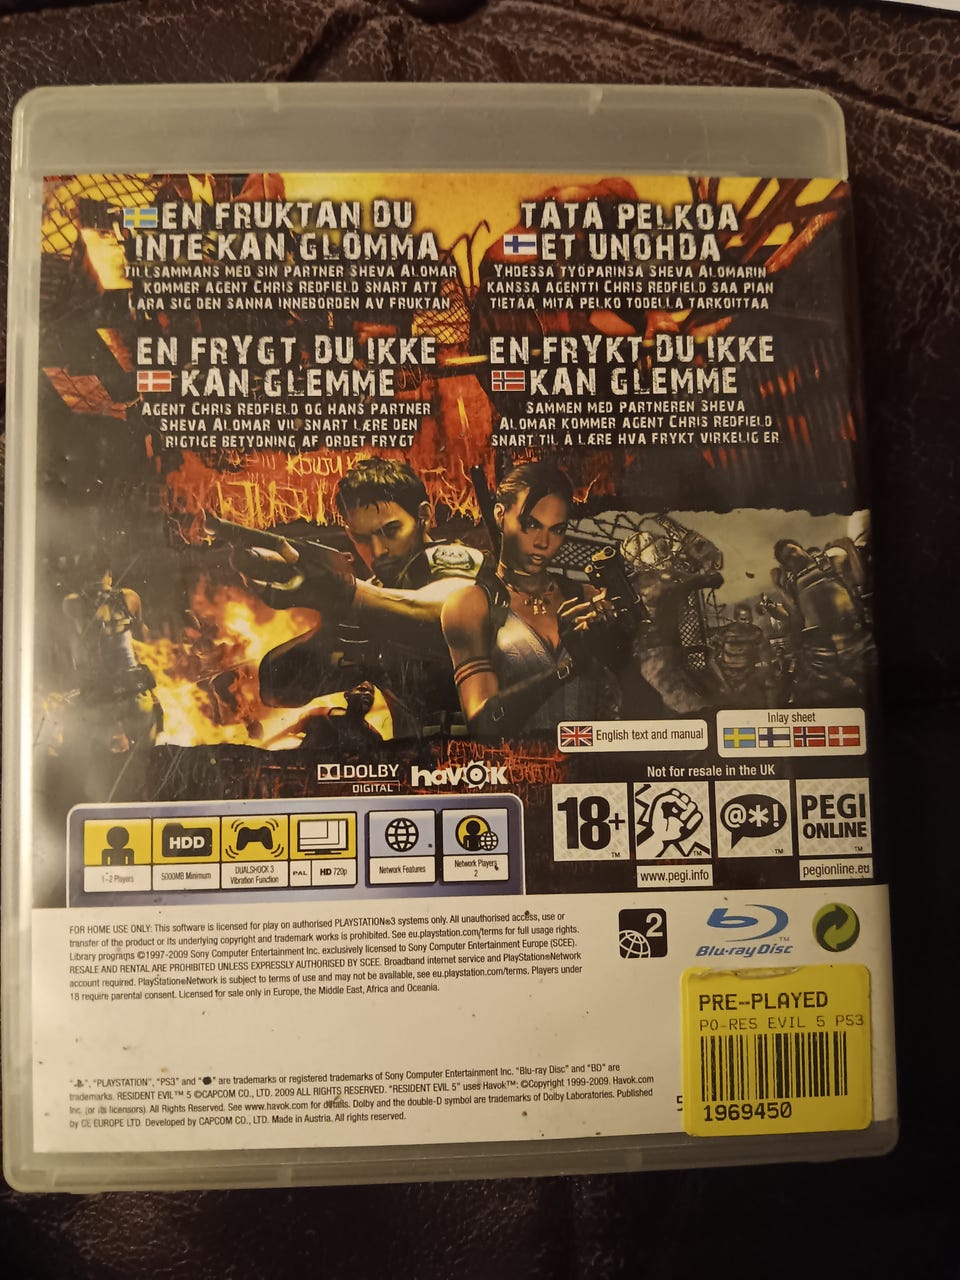 EN FRUKTAN DU
INTE KAN GLÖMMA
TILLSAMMANS MED SIN PARTNER SHEVA ALOMAR
KOMMER AGENT CHRIS REDFIELD SNART ATT
LÄRA SIG DEN SANNA INNEBÖRDEN AV FRUKTAN
TÄTÄ PELKOA
ET UNOHDA
YHDESSÄ TYÖPARINSA SHEVA ALOMARIN
KANSSA AGENTTI CHRIS REDFIELD SAA PIAN
TIETÄÄ MITÄ PELKO TODELLA TARKOITTAA
EN FRYGT DU IKKE
KAN GLEMME
AGENT CHRIS REDFIELD OG HANS PARTNER
SHEVA ALOMAR VIL SNART LÆRE DEN
RIGTIGE BETYDNING AF ORDET FRYGT
EN FRYKT DU IKKE
KAN GLEMME
SAMMEN MED PARTNEREN SHEVA
ALOMAR KOMMER AGENT CHRIS REDFIELD
SNART TIL Å LÆRE HVA FRYKT VIRKELIG ER
English text and manual
Inlay sheet
DOLBY
DIGITAL
havok
Not for resale in the UK
18+
TM
TM
@*!
TM
PEGI
ONLINE
www.pegi.info
pegionline.eu
HDD
1-2 Players
5000MB Minimum
DUALSHOCK 3
Vibration Function
PAL
HD 720p
Network Features
Network Players
2
FOR HOME USE ONLY: This software is licensed for play on authorised PLAYSTATION®3 systems only. All unauthorised access, use or
transfer of the product or its underlying copyright and trademark works is prohibited. See eu.playstation.com/terms for full usage rights.
Library programs ©1997-2009 Sony Computer Entertainment Inc. exclusively licensed to Sony Computer Entertainment Europe (SCEE).
RESALE AND RENTAL ARE PROHIBITED UNLESS EXPRESSLY AUTHORISED BY SCEE. Broadband internet service and PlayStation®Network
account required. PlayStation®Network is subject to terms of use and may not be available, see eu.playstation.com/terms. Players under
18 require parental consent. Licensed for sale only in Europe, the Middle East, Africa and Oceania.
2
Blu-ray Disc
TM
PRE-PLAYED
PO-RES EVIL 5 PS3
1969450
" ", "PLAYSTATION", "PS3" and " " are trademarks or registered trademarks of Sony Computer Entertainment Inc. "Blu-ray Disc" and "BD" are
trademarks. RESIDENT EVIL™ 5 ©CAPCOM CO., LTD. 2009 ALL RIGHTS RESERVED. "RESIDENT EVIL 5" uses Havok™: ©Copyright 1999-2009. Havok.com
Inc. (or its licensors). All Rights Reserved. See www.havok.com for details. Dolby and the double-D symbol are trademarks of Dolby Laboratories. Published
by CE EUROPE LTD. Developed by CAPCOM CO., LTD. Made in Austria. All rights reserved.